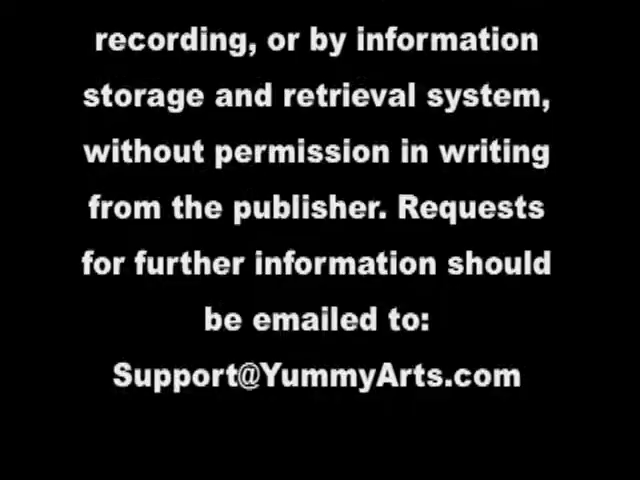 recording, or by information
storage and retrieval system,
without permission in writing
from the publisher. Requests
for further information should
be emailed to:
Support@YummyArts.com